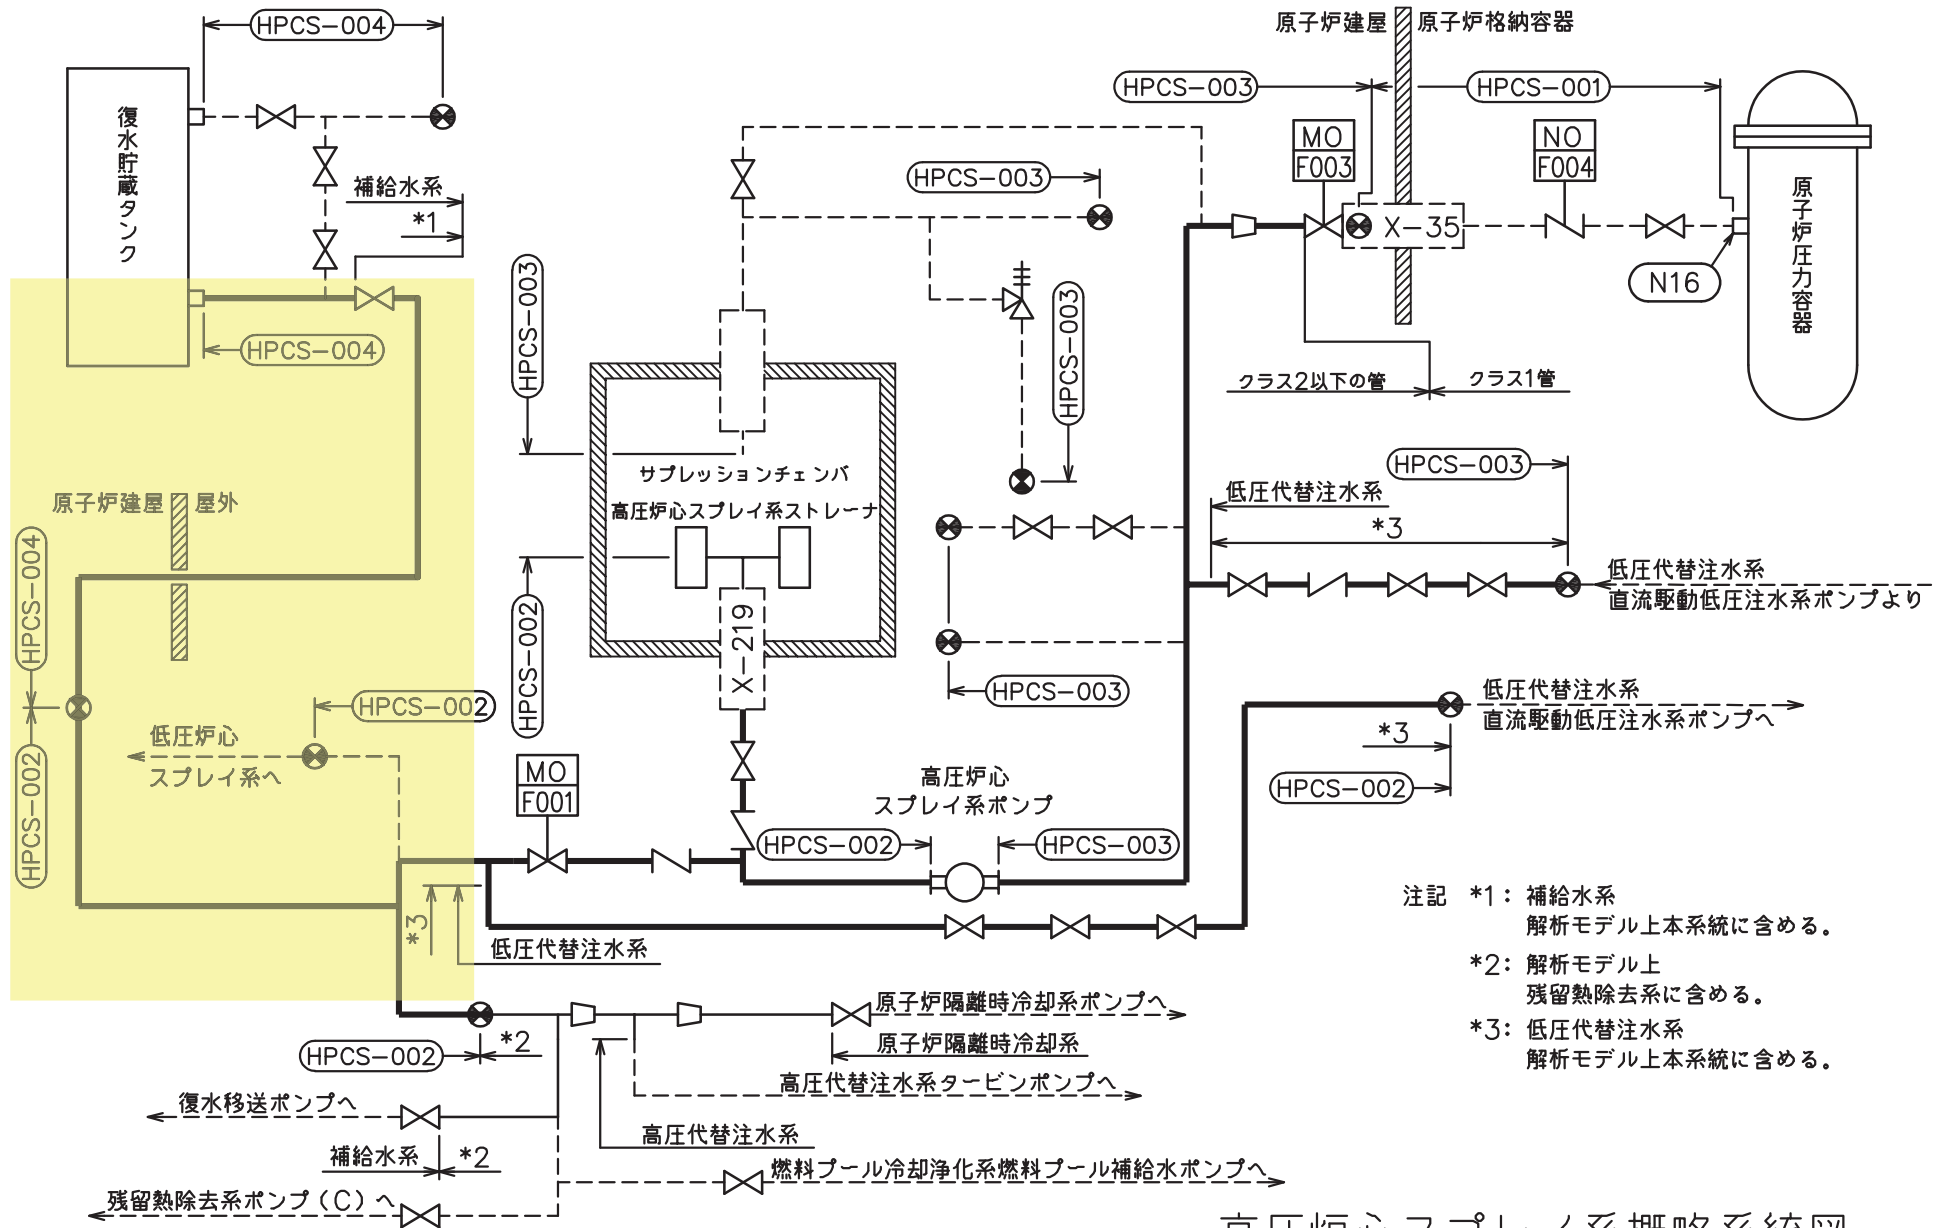 HPCS-004
復水貯蔵タンク
補給水系
*1
HPCS-004
原子炉建屋
屋外
HPCS-004
HPCS-002
HPCS-002
低圧炉心
スプレイ系へ
*3
低圧代替注水系
MO
F001
HPCS-003
サプレッションチェンバ
高圧炉心スプレイ系ストレーナ
HPCS-002
X-219
HPCS-003
HPCS-003
HPCS-003
高圧炉心
スプレイ系ポンプ
HPCS-002
HPCS-003
原子炉建屋
原子炉格納容器
HPCS-003
HPCS-001
MO
F003
NO
F004
X-35
N16
原子炉圧力容器
クラス2以下の管
クラス1管
HPCS-003
低圧代替注水系
*3
低圧代替注水系
直流駆動低圧注水系ポンプより
低圧代替注水系
直流駆動低圧注水系ポンプへ
*3
HPCS-002
注記 *1: 補給水系
解析モデル上本系統に含める。
*2: 解析モデル上
残留熱除去系に含める。
*3: 低圧代替注水系
解析モデル上本系統に含める。
HPCS-002
*2
原子炉隔離時冷却系ポンプへ
原子炉隔離時冷却系
高圧代替注水系タービンポンプへ
復水移送ポンプへ
高圧代替注水系
補給水系
*2
燃料プール冷却浄化系燃料プール補給水ポンプへ
残留熱除去系ポンプ(C)へ
高圧炉心スプレイ系概略系統図